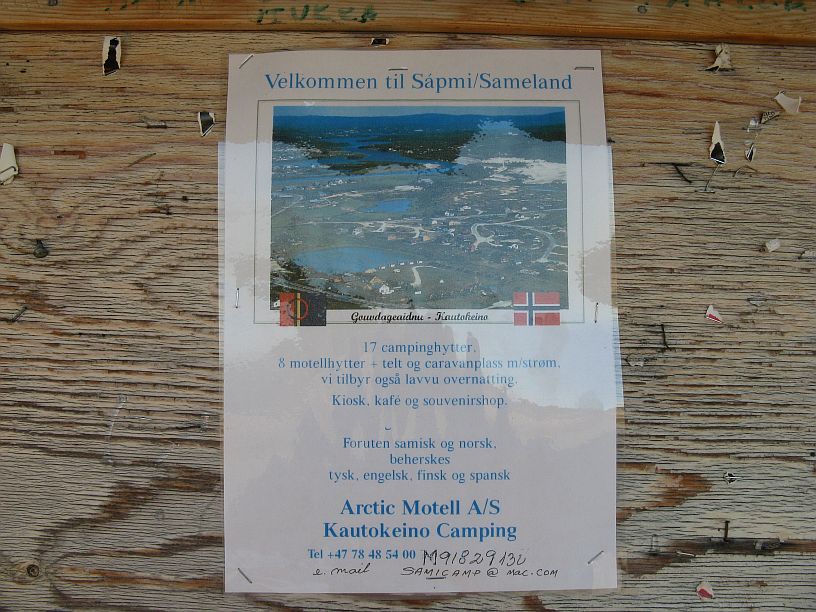 Velkommen til Sápmi/Sameland
Gouvdageaidnu - Kautokeino
17 campinghytter,
8 motellhytter + telt og caravanplass m/strøm,
vi tilbyr også lavvu overnatting.
Kiosk, kafé og souvenirshop.
Foruten samisk og norsk,
beherskes
tysk, engelsk, finsk og spansk
Arctic Motell A/S
Kautokeino Camping
Tel +47 78 48 54 00
e. mail SAMICAMP @ MAC.COM